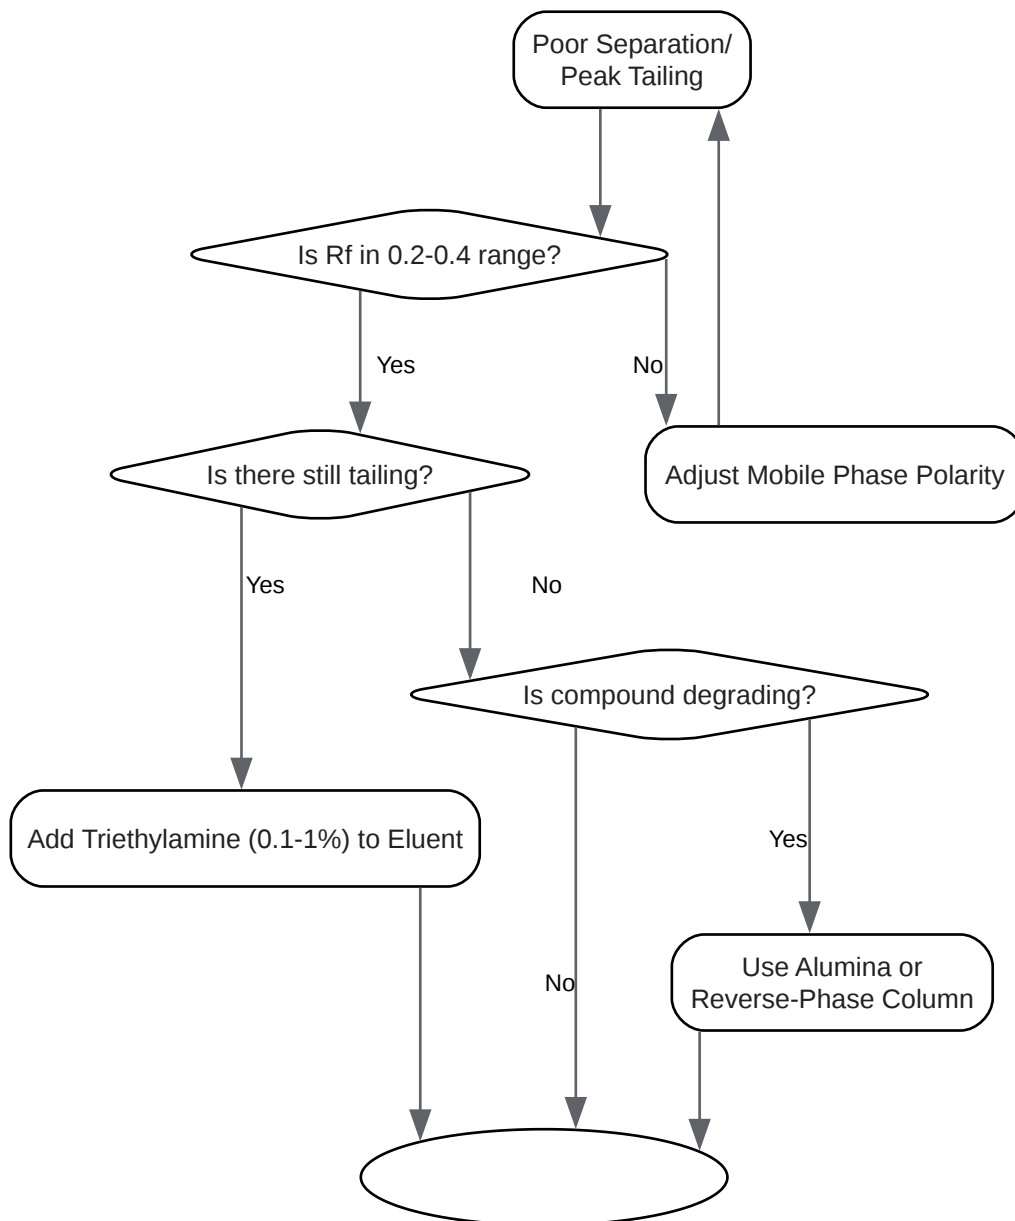 Poor Separation/
Peak Tailing
Is Rf in 0.2-0.4 range?
Yes
No
Is there still tailing?
Adjust Mobile Phase Polarity
Yes
No
Is compound degrading?
Add Triethylamine (0.1-1%) to Eluent
Yes
Use Alumina or
Reverse-Phase Column
No